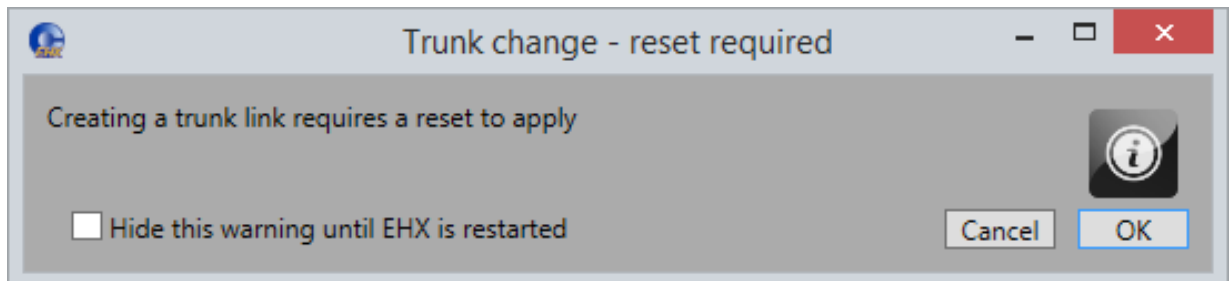 EHX
Trunk change - reset required
Creating a trunk link requires a reset to apply
Hide this warning until EHX is restarted
Cancel
OK